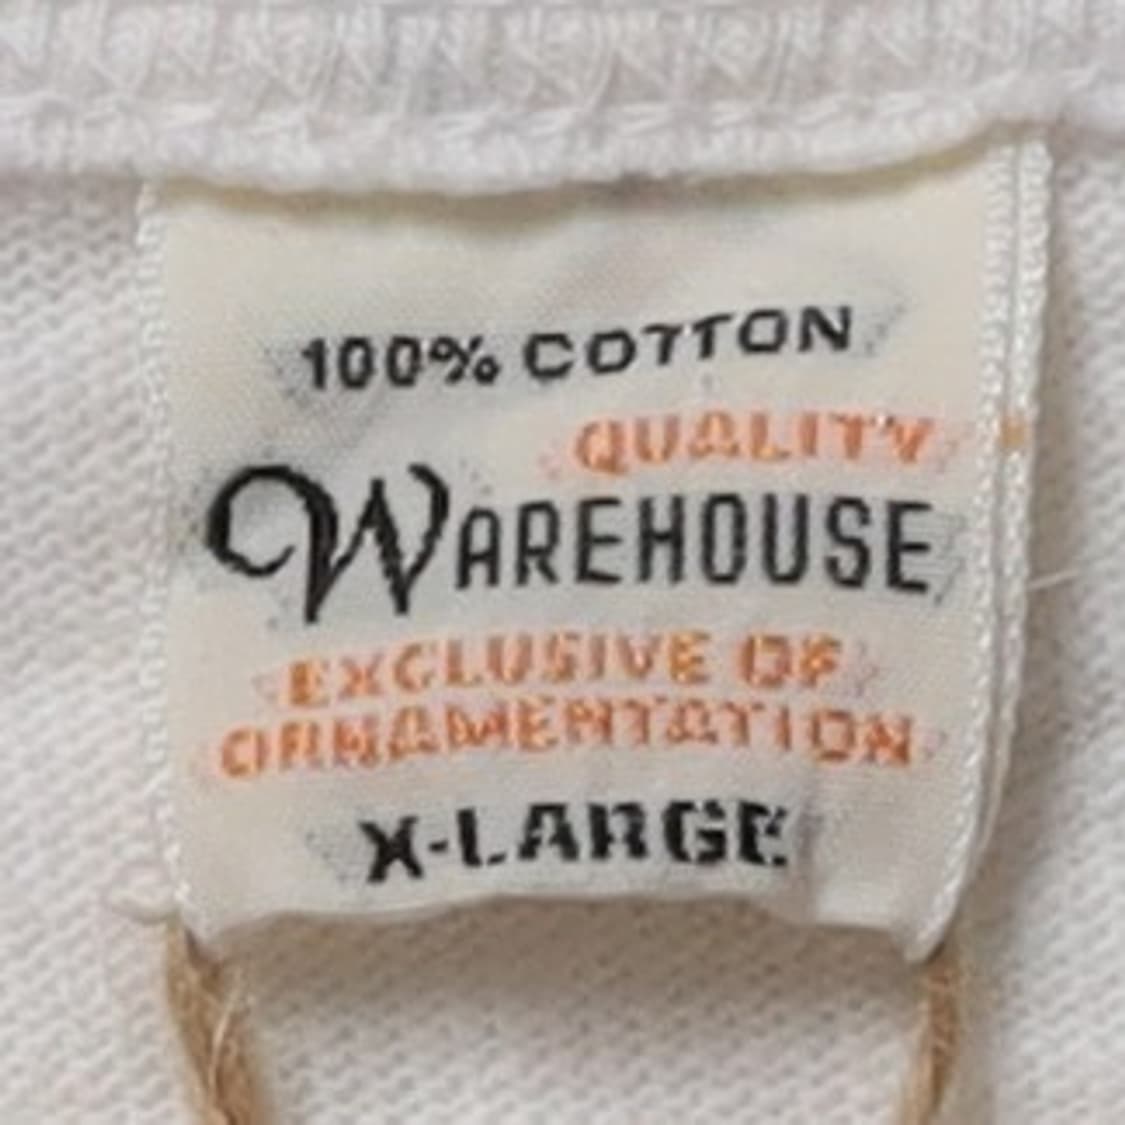 100% COTTON
QUALITY
WAREHOUSE
EXCLUSIVE OF
ORNAMENTATION
X-LARGE